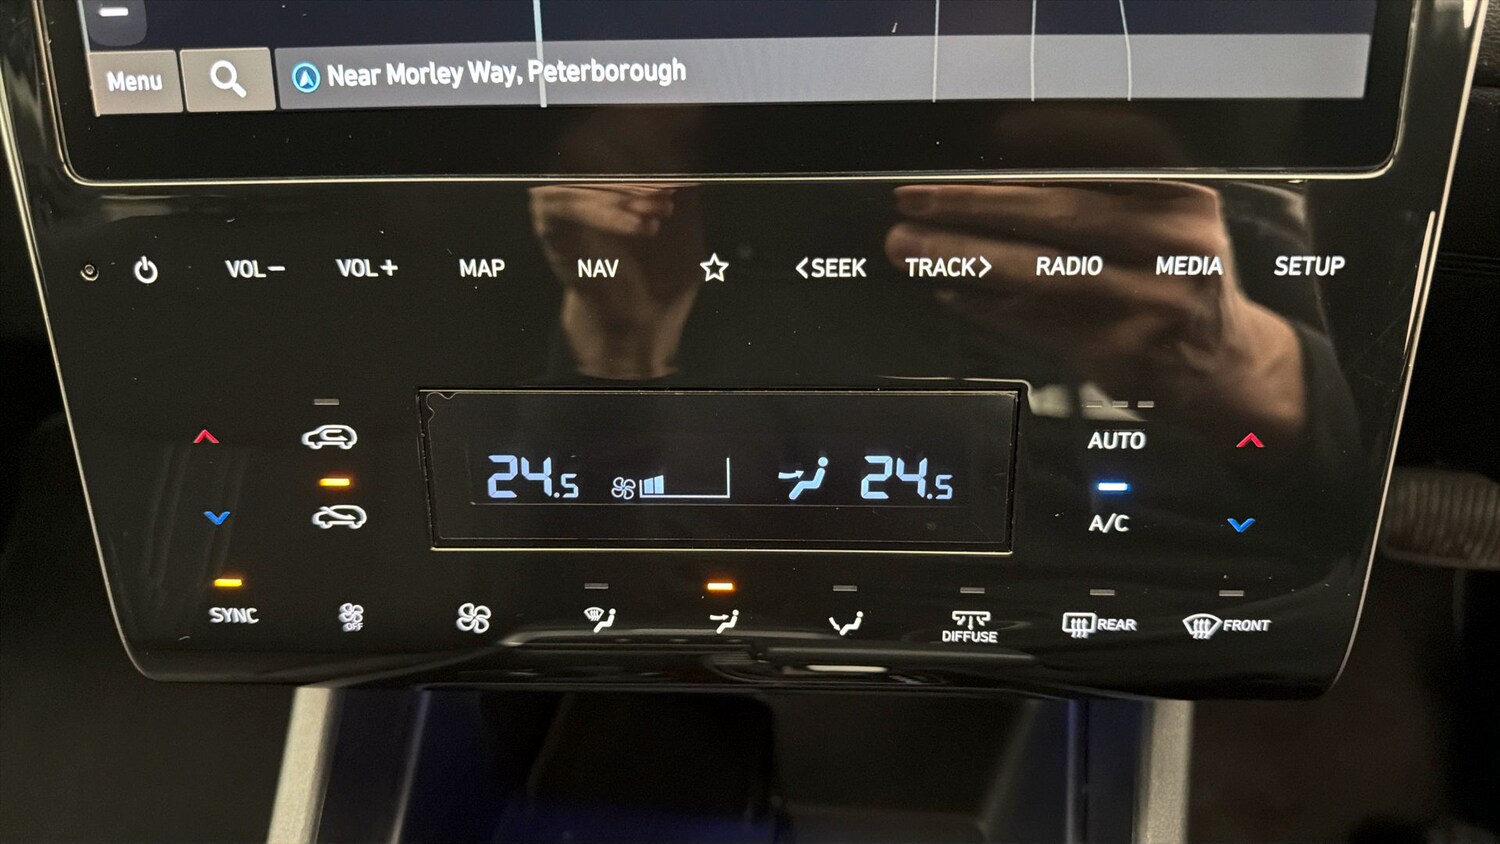 Menu Near Morley Way, Peterborough
VOL− VOL+ MAP NAV <SEEK TRACK> RADIO MEDIA SETUP
AUTO
24.5 24.5
A/C
SYNC OFF DIFFUSE REAR FRONT